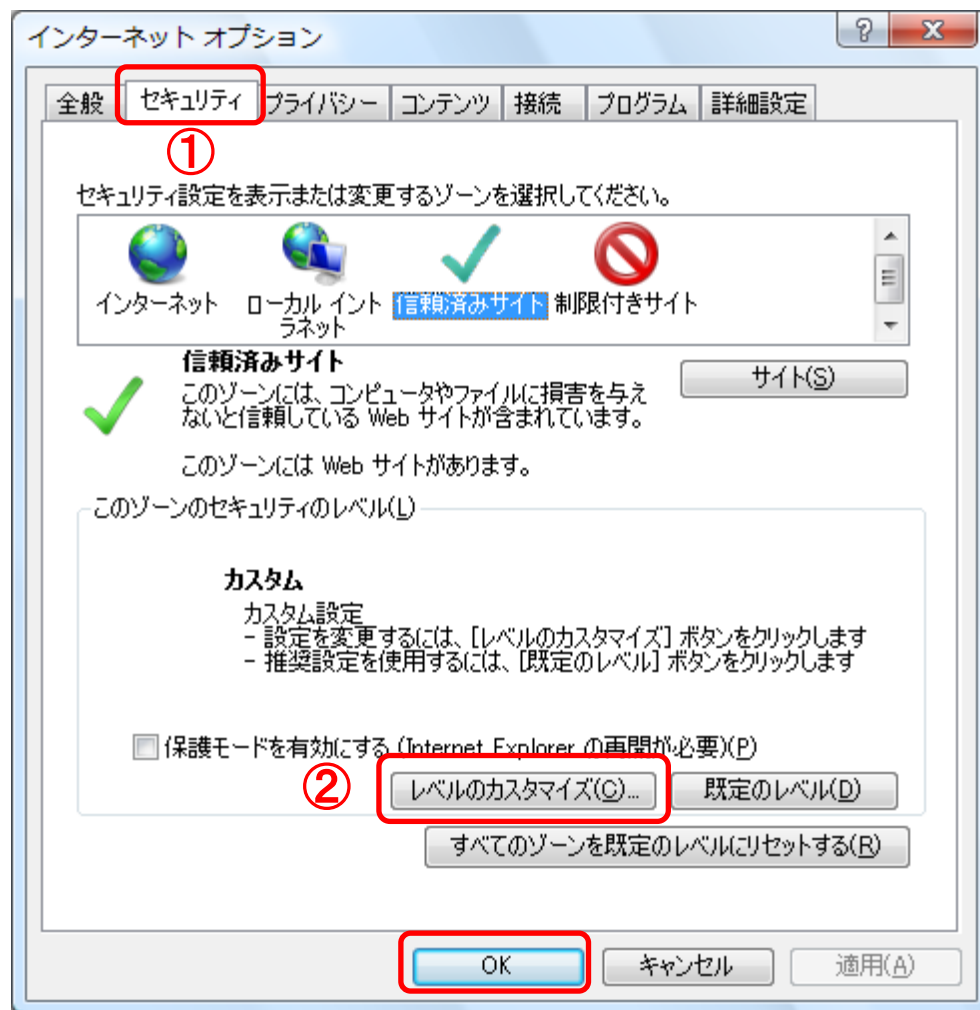 インターネット オプション
全般 セキュリティ プライバシー コンテンツ 接続 プログラム 詳細設定
①
セキュリティ設定を表示または変更するゾーンを選択してください。
インターネット ローカル イント 信頼済みサイト 制限付きサイト
ラネット
信頼済みサイト
サイト(S)
このゾーンには、コンピュータやファイルに損害を与え
ないと信頼している Web サイトが含まれています。
このゾーンには Web サイトがあります。
このゾーンのセキュリティのレベル(L)
カスタム
カスタム設定
- 設定を変更するには、[レベルのカスタマイズ] ボタンをクリックします
- 推奨設定を使用するには、[既定のレベル] ボタンをクリックします
保護モードを有効にする (Internet Explorer の再開が必要)(P)
② レベルのカスタマイズ(C)... 既定のレベル(D)
すべてのゾーンを既定のレベルにリセットする(R)
OK キャンセル 適用(A)